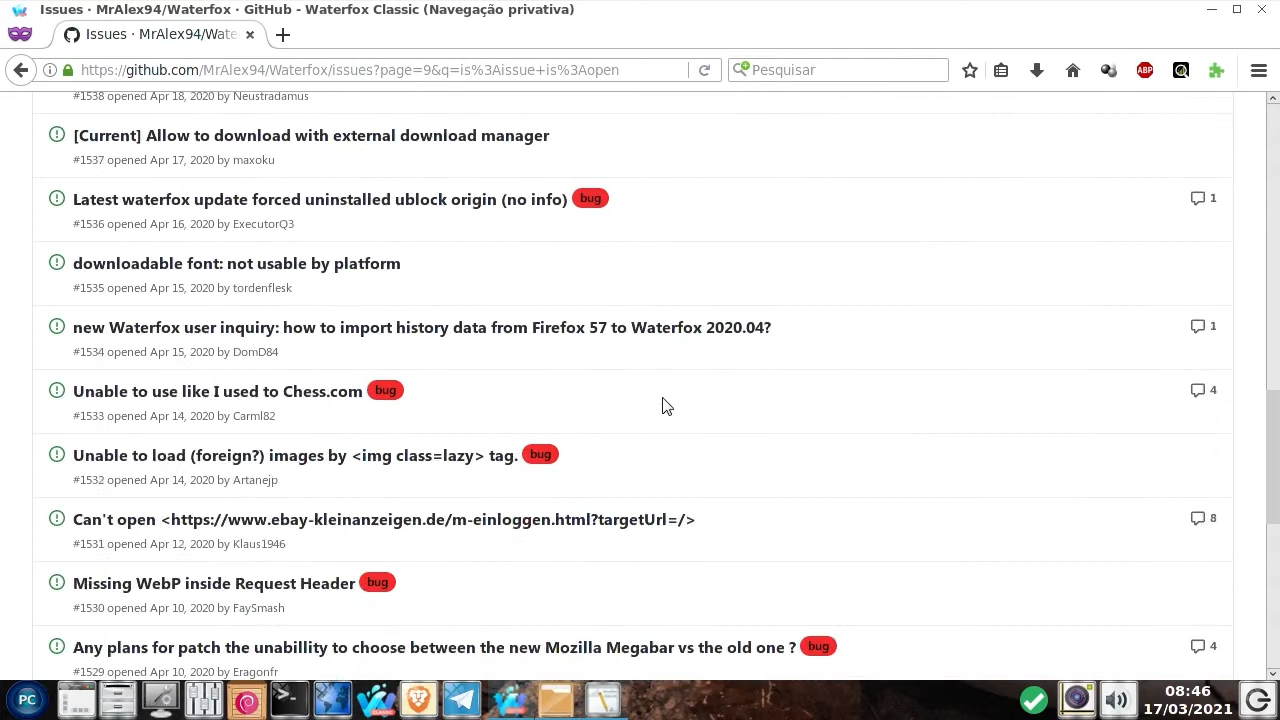 Issues · MrAlex94/Waterfox · GitHub - Waterfox Classic (Navegação privativa)
Issues · MrAlex94/Wate
https://github.com/MrAlex94/Waterfox/issues?page=9&q=is%3Aissue+is%3Aopen
Pesquisar
ABP
#1538 opened Apr 18, 2020 by Neustradamus
[Current] Allow to download with external download manager
#1537 opened Apr 17, 2020 by maxoku
Latest waterfox update forced uninstalled ublock origin (no info) bug 1
#1536 opened Apr 16, 2020 by ExecutorQ3
downloadable font: not usable by platform
#1535 opened Apr 15, 2020 by tordenflesk
new Waterfox user inquiry: how to import history data from Firefox 57 to Waterfox 2020.04? 1
#1534 opened Apr 15, 2020 by DomD84
Unable to use like I used to Chess.com bug 4
#1533 opened Apr 14, 2020 by Carml82
Unable to load (foreign?) images by <img class=lazy> tag. bug
#1532 opened Apr 14, 2020 by Artanejp
Can't open <https://www.ebay-kleinanzeigen.de/m-einloggen.html?targetUrl=/> 8
#1531 opened Apr 12, 2020 by Klaus1946
Missing WebP inside Request Header bug
#1530 opened Apr 10, 2020 by FaySmash
Any plans for patch the unabillity to choose between the new Mozilla Megabar vs the old one ? bug 4
#1529 opened Apr 10, 2020 by Eragonfr
PC
CLASSIC
08:46
17/03/2021